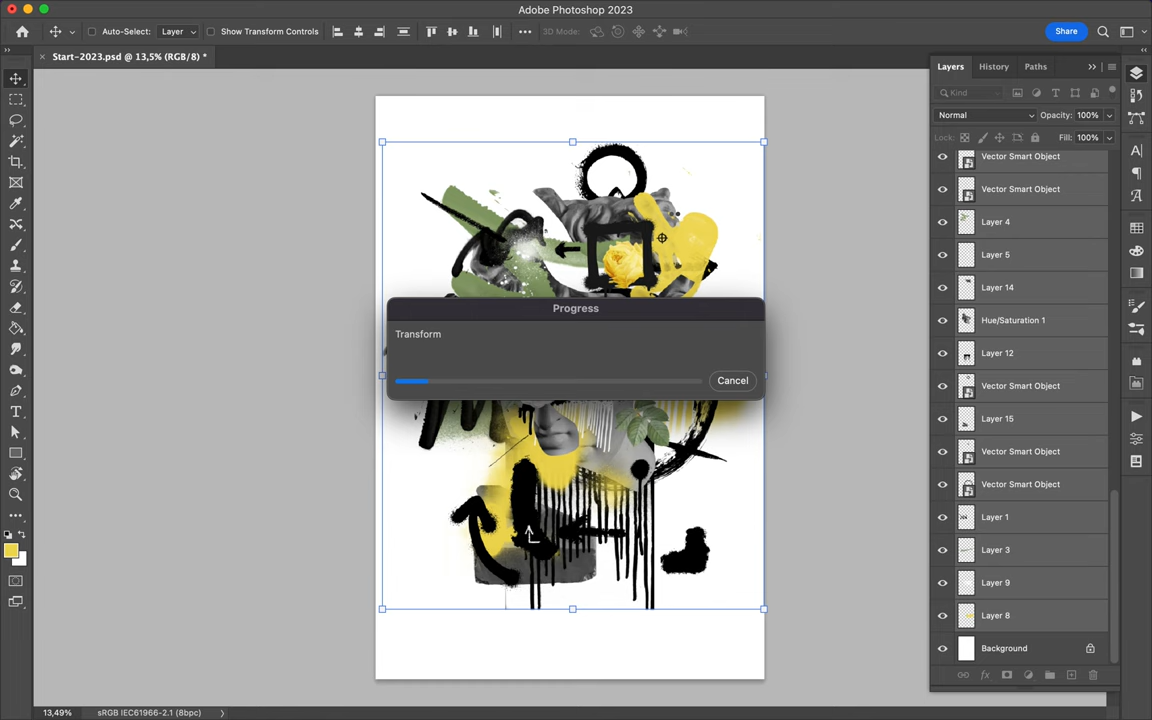 Adobe Photoshop 2023
Auto-Select: Layer Show Transform Controls 3D Mode: Share
Start-2023.psd @ 13,5% (RGB/8) *
Layers History Paths
Kind
Normal Opacity: 100%
Lock: Fill: 100%
Vector Smart Object
Vector Smart Object
Layer 4
Layer 5
Layer 14
Hue/Saturation 1
Layer 12
Vector Smart Object
Layer 15
Vector Smart Object
Vector Smart Object
Layer 1
Layer 3
Layer 9
Layer 8
Background
Progress
Transform
Cancel
13,49% sRGB IEC61966-2.1 (8bpc)